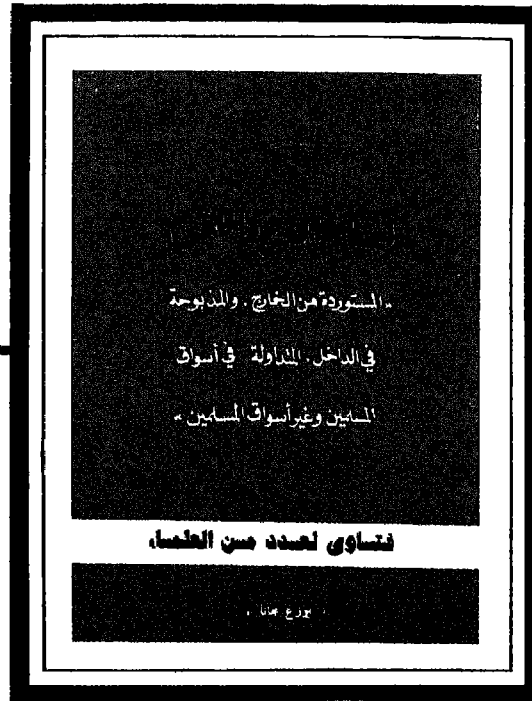 «المستوردة من الخارج. والمذبوحة
في الداخل. المتداولة في أسواق
المسلمين وغير أسواق المسلمين»
فتاوى لعدد من العلماء
« يوزع مجانا »